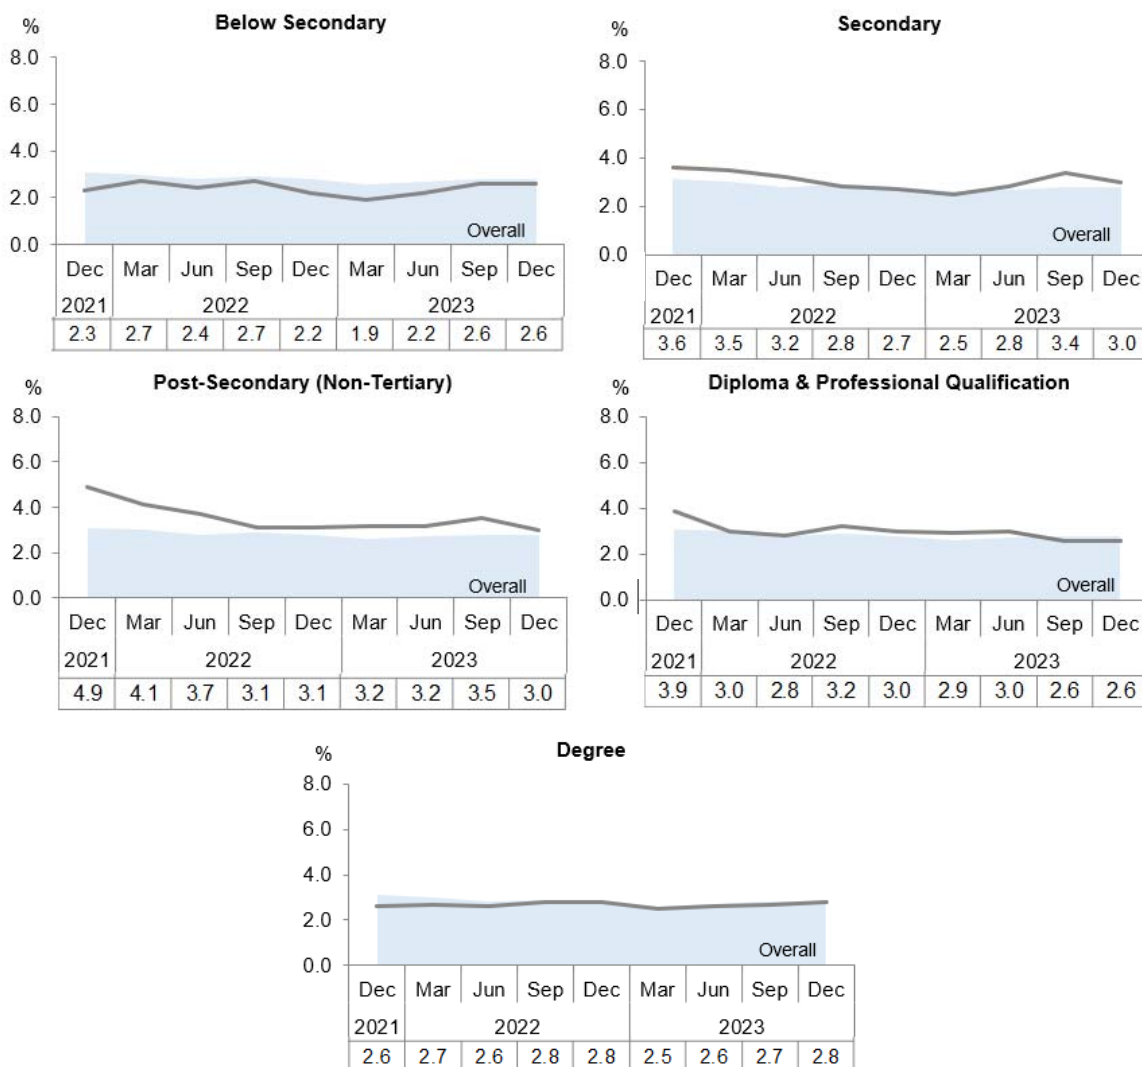 Below Secondary
%
8.0
6.0
4.0
2.0
0.0
Overall
Dec Mar Jun Sep Dec Mar Jun Sep Dec
2021 2022 2023
2.3 2.7 2.4 2.7 2.2 1.9 2.2 2.6 2.6
Secondary
%
8.0
6.0
4.0
2.0
0.0
Overall
Dec Mar Jun Sep Dec Mar Jun Sep Dec
2021 2022 2023
3.6 3.5 3.2 2.8 2.7 2.5 2.8 3.4 3.0
Post-Secondary (Non-Tertiary)
%
8.0
6.0
4.0
2.0
0.0
Overall
Dec Mar Jun Sep Dec Mar Jun Sep Dec
2021 2022 2023
4.9 4.1 3.7 3.1 3.1 3.2 3.2 3.5 3.0
Diploma & Professional Qualification
%
8.0
6.0
4.0
2.0
0.0
Overall
Dec Mar Jun Sep Dec Mar Jun Sep Dec
2021 2022 2023
3.9 3.0 2.8 3.2 3.0 2.9 3.0 2.6 2.6
Degree
%
8.0
6.0
4.0
2.0
0.0
Overall
Dec Mar Jun Sep Dec Mar Jun Sep Dec
2021 2022 2023
2.6 2.7 2.6 2.8 2.8 2.5 2.6 2.7 2.8